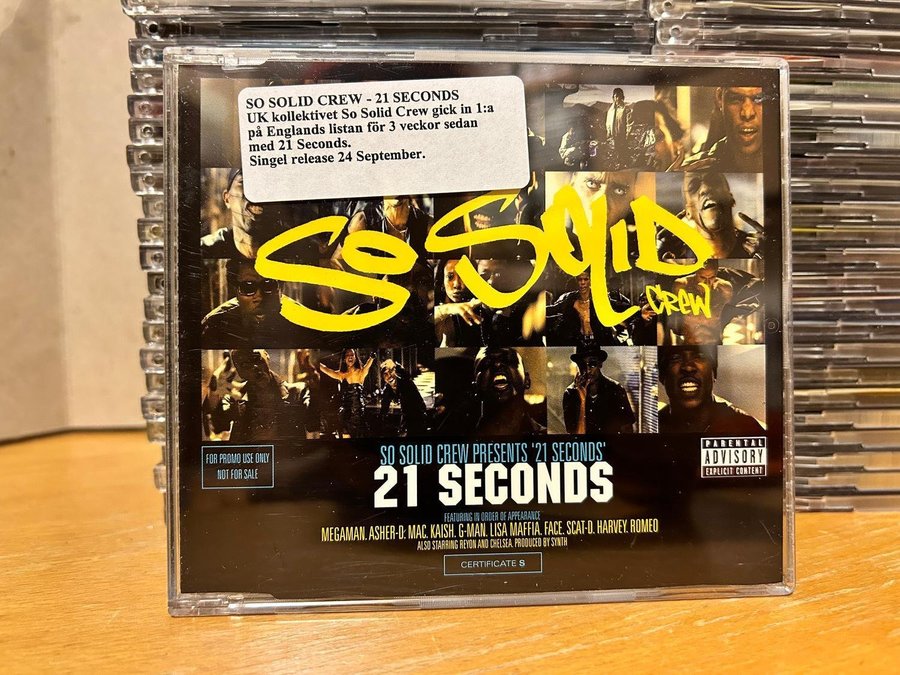 SO SOLID CREW - 21 SECONDS
UK kollektivet So Solid Crew gick in 1:a
på Englands listan för 3 veckor sedan
med 21 Seconds.
Singel release 24 September.
SO SOLID
CREW
FOR PROMO USE ONLY
NOT FOR SALE
SO SOLID CREW PRESENTS '21 SECONDS'
21 SECONDS
PARENTAL
ADVISORY
EXPLICIT CONTENT
FEATURING IN ORDER OF APPEARANCE
MEGAMAN. ASHER-D. MAC. KAISH. G-MAN. LISA MAFFIA. FACE. SCAT-D. HARVEY. ROMEO
ALSO STARRING REYON AND CHELSEA. PRODUCED BY SYNTH
CERTIFICATE S